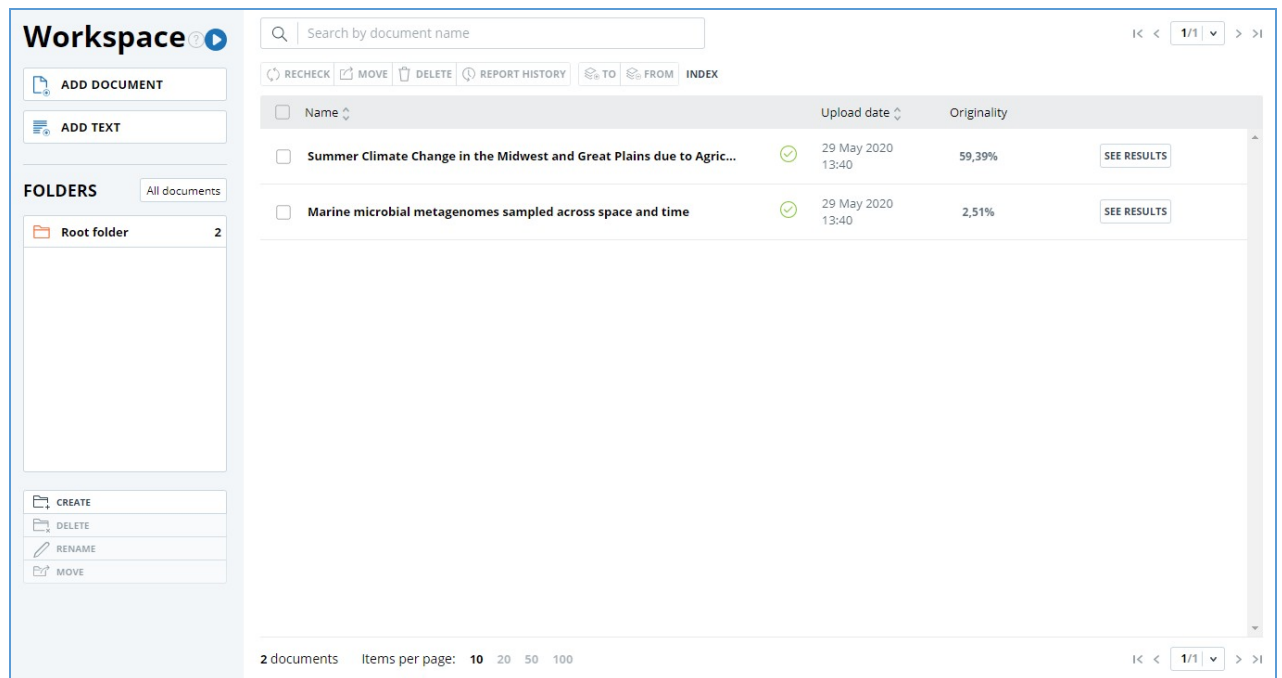 Workspace
ADD DOCUMENT
ADD TEXT
FOLDERS All documents
Root folder 2
CREATE
DELETE
RENAME
MOVE
Search by document name
1/1
RECHECK MOVE DELETE REPORT HISTORY TO FROM INDEX
Name Upload date Originality
Summer Climate Change in the Midwest and Great Plains due to Agric... 29 May 2020 13:40 59,39% SEE RESULTS
Marine microbial metagenomes sampled across space and time 29 May 2020 13:40 2,51% SEE RESULTS
2 documents Items per page: 10 20 50 100 1/1